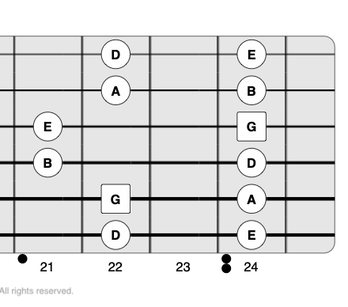 D E
A B
E G
B D
G A
D E
21 22 23 24
All rights reserved.